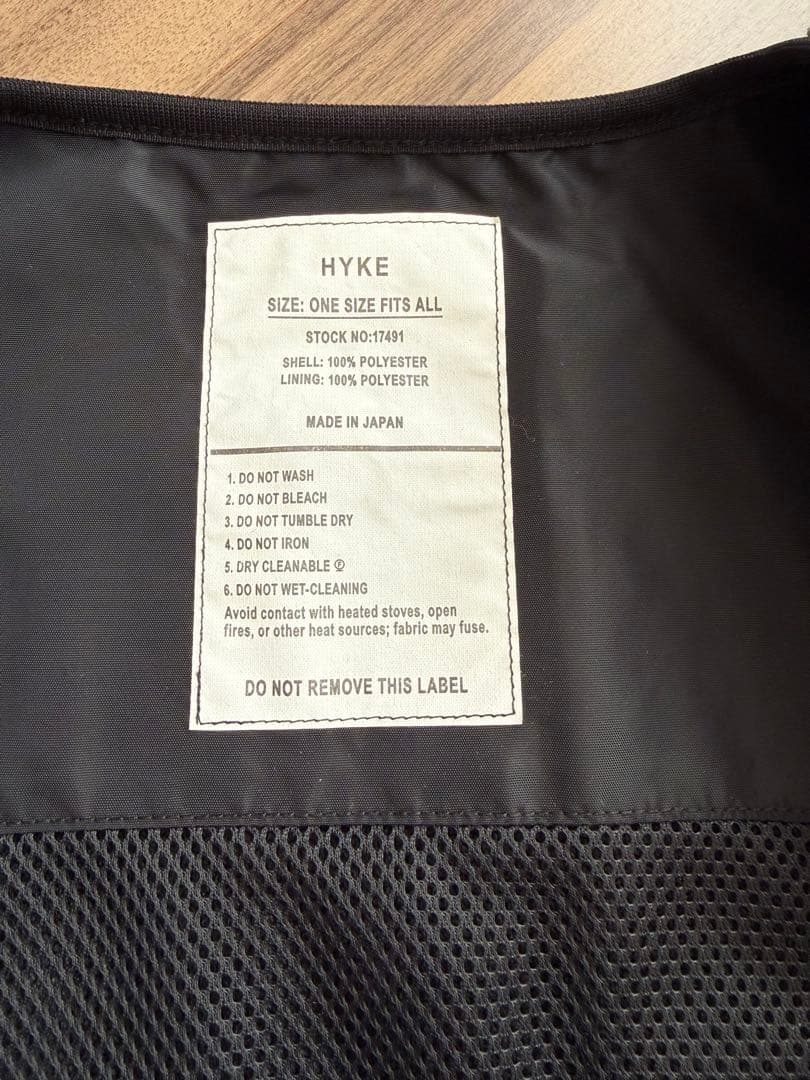 HYKE
SIZE: ONE SIZE FITS ALL
STOCK NO:17491
SHELL: 100% POLYESTER
LINING: 100% POLYESTER
MADE IN JAPAN
1. DO NOT WASH
2. DO NOT BLEACH
3. DO NOT TUMBLE DRY
4. DO NOT IRON
5. DRY CLEANABLE Ⓟ
6. DO NOT WET-CLEANING
Avoid contact with heated stoves, open
fires, or other heat sources; fabric may fuse.
DO NOT REMOVE THIS LABEL